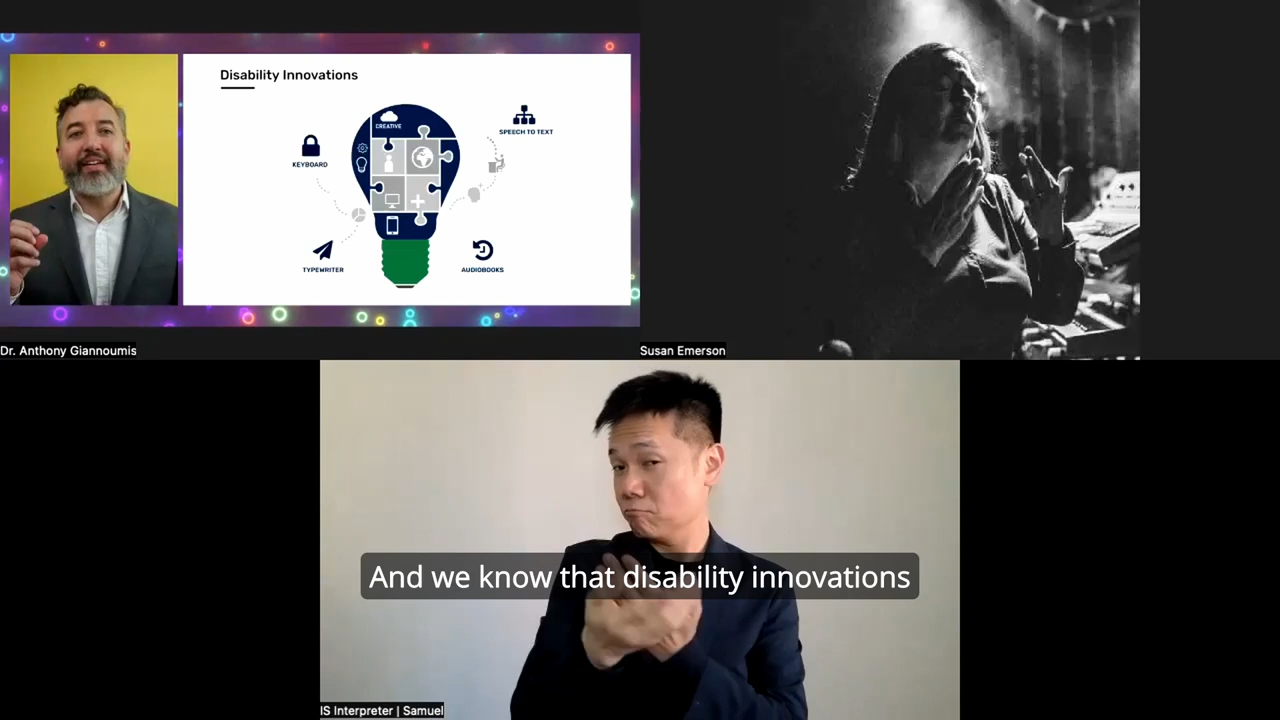 Disability Innovations
CREATIVE
SPEECH TO TEXT
KEYBOARD
TYPEWRITER
AUDIOBOOKS
Dr. Anthony Giannoumis
Susan Emerson
And we know that disability innovations
IS Interpreter | Samuel